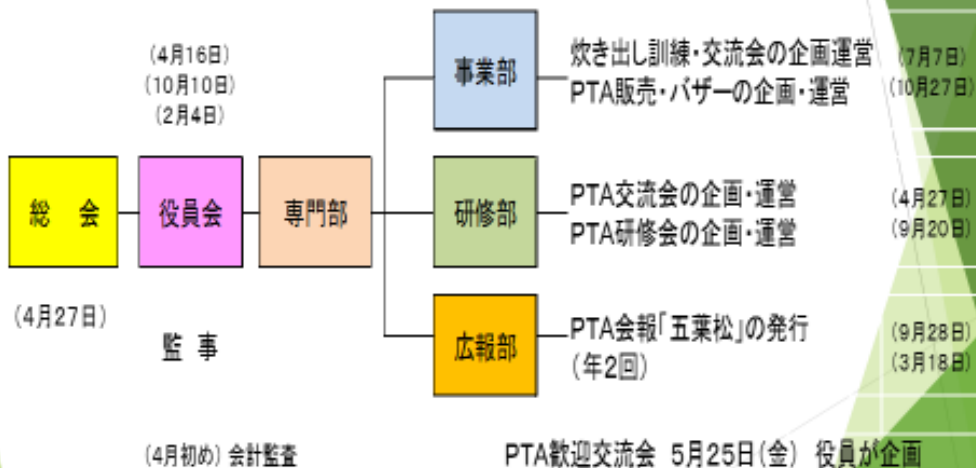 (4月16日)
(10月10日)
(2月4日)
総　会
役員会
専門部
(4月27日)
監 事
事業部
炊き出し訓練・交流会の企画運営 (7月7日)
PTA販売・バザーの企画・運営 (10月27日)
研修部
PTA交流会の企画・運営 (4月27日)
PTA研修会の企画・運営 (9月20日)
広報部
PTA会報「五葉松」の発行 (9月28日)
(年2回) (3月18日)
(4月初め) 会計監査
PTA歓迎交流会 5月25日(金) 役員が企画